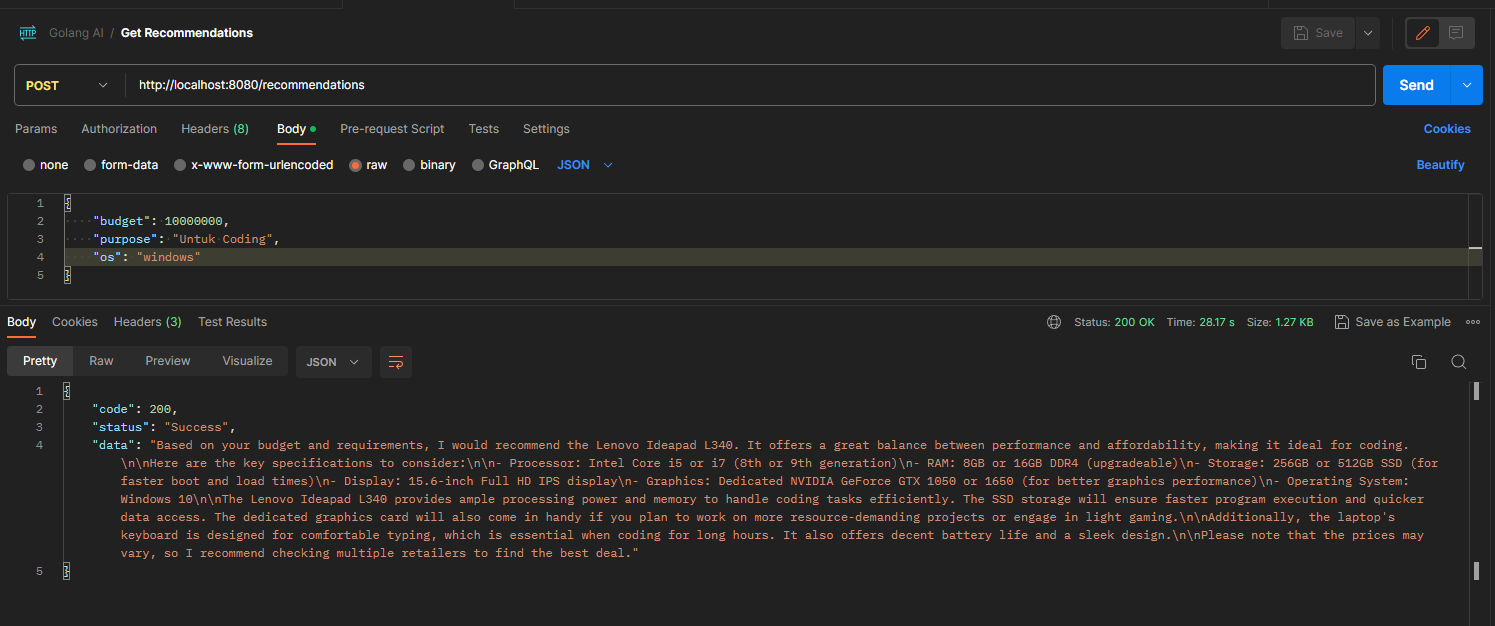 HTTP Golang AI / Get Recommendations Save
POST http://localhost:8080/recommendations Send
Params Authorization Headers (8) Body Pre-request Script Tests Settings Cookies
none form-data x-www-form-urlencoded raw binary GraphQL JSON Beautify
1 {
2 "budget": 10000000,
3 "purpose": "Untuk Coding",
4 "os": "windows"
5 }
Body Cookies Headers (3) Test Results Status: 200 OK Time: 28.17 s Size: 1.27 KB Save as Example
Pretty Raw Preview Visualize JSON
1 {
2 "code": 200,
3 "status": "Success",
4 "data": "Based on your budget and requirements, I would recommend the Lenovo Ideapad L340. It offers a great balance between performance and affordability, making it ideal for coding.
\n\nHere are the key specifications to consider:\n\n- Processor: Intel Core i5 or i7 (8th or 9th generation)\n- RAM: 8GB or 16GB DDR4 (upgradeable)\n- Storage: 256GB or 512GB SSD (for
faster boot and load times)\n- Display: 15.6-inch Full HD IPS display\n- Graphics: Dedicated NVIDIA GeForce GTX 1050 or 1650 (for better graphics performance)\n- Operating System:
Windows 10\n\nThe Lenovo Ideapad L340 provides ample processing power and memory to handle coding tasks efficiently. The SSD storage will ensure faster program execution and quicker
data access. The dedicated graphics card will also come in handy if you plan to work on more resource-demanding projects or engage in light gaming.\n\nAdditionally, the laptop's
keyboard is designed for comfortable typing, which is essential when coding for long hours. It also offers decent battery life and a sleek design.\n\nPlease note that the prices may
vary, so I recommend checking multiple retailers to find the best deal."
5 }